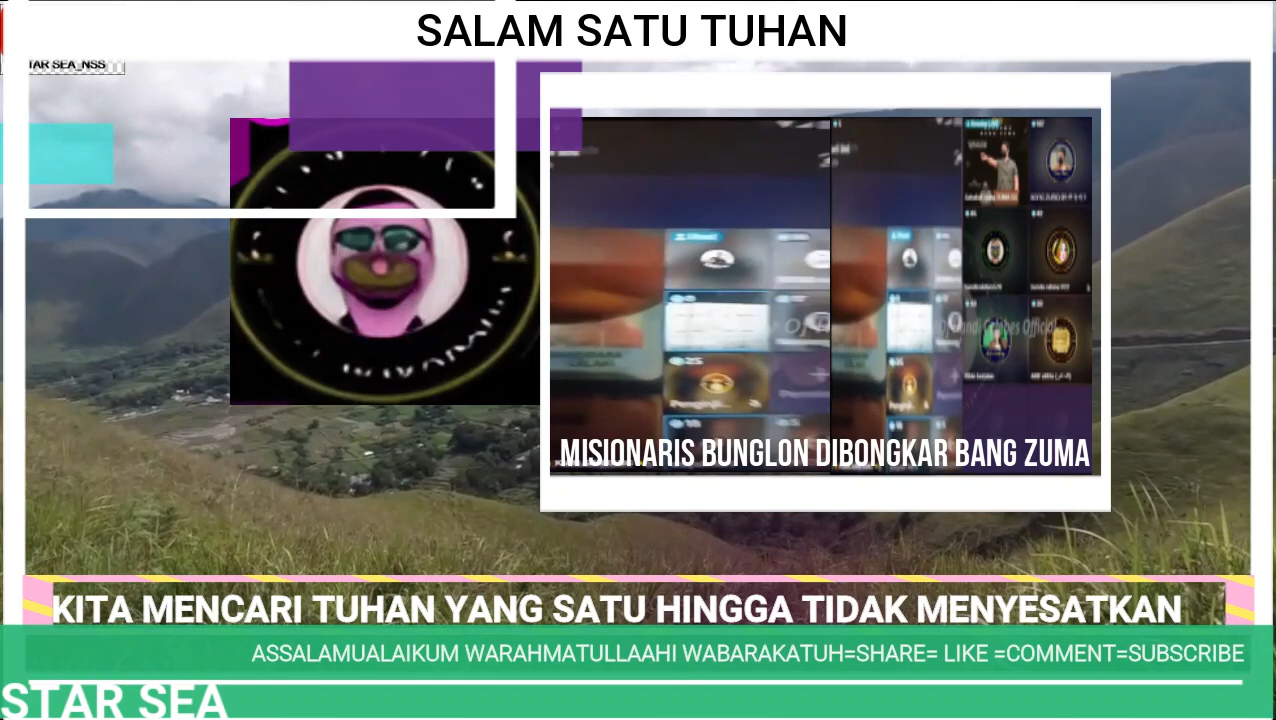 SALAM SATU TUHAN
TAR SEA_NSS
MISIONARIS BUNGLON DIBONGKAR BANG ZUMA
KITA MENCARI TUHAN YANG SATU HINGGA TIDAK MENYESATKAN
ASSALAMUALAIKUM WARAHMATULLAAHI WABARAKATUH=SHARE= LIKE =COMMENT=SUBSCRIBE
STAR SEA